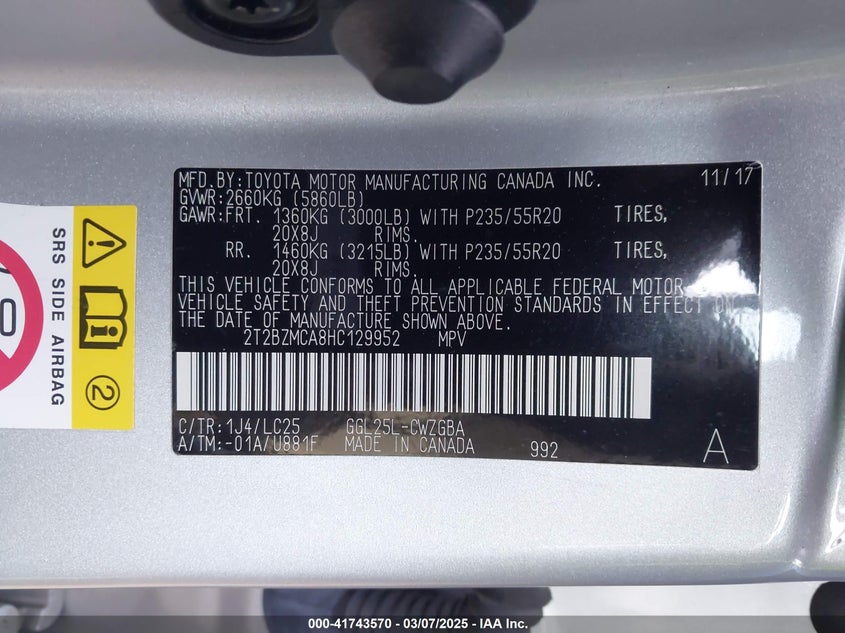 MFD.BY:TOYOTA MOTOR MANUFACTURING CANADA INC. 11/17
GVWR:2660KG (5860LB)
GAWR:FRT. 1360KG (3000LB) WITH P235/55R20 TIRES,
20X8J RIMS.
RR. 1460KG (3215LB) WITH P235/55R20 TIRES,
20X8J RIMS.
THIS VEHICLE CONFORMS TO ALL APPLICABLE FEDERAL MOTOR
VEHICLE SAFETY AND THEFT PREVENTION STANDARDS IN EFFECT ON
THE DATE OF MANUFACTURE SHOWN ABOVE.
2T2BZMCA8HC129952 MPV
C/TR:1J4/LC25 GGL25L-CWZGBA
A/TM:-01A/U881F MADE IN CANADA 992 A
SRS SIDE AIRBAG
2
000-41743570 - 03/07/2025 - IAA Inc.